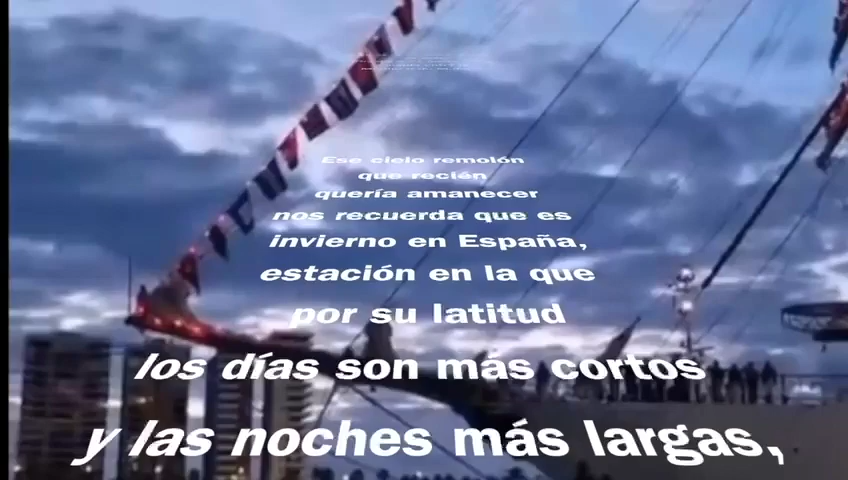 Ese cielo remolón
que recién
quería amanecer
nos recuerda que es
invierno en España,
estación en la que
por su latitud
los días son más cortos
y las noches más largas,